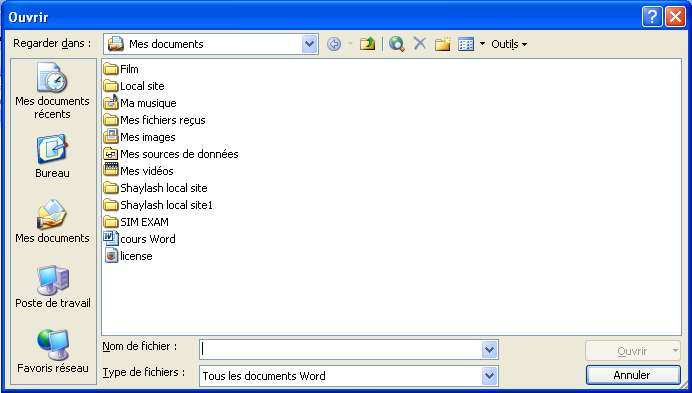 Ouvrir
Regarder dans : Mes documents Outils
Mes documents
récents
Bureau
Mes documents
Poste de travail
Favoris réseau
Film
Local site
Ma musique
Mes fichiers reçus
Mes images
Mes sources de données
Mes vidéos
Shaylash local site
Shaylash local site1
SIM EXAM
cours Word
license
Nom de fichier : Ouvrir
Type de fichiers : Tous les documents Word Annuler